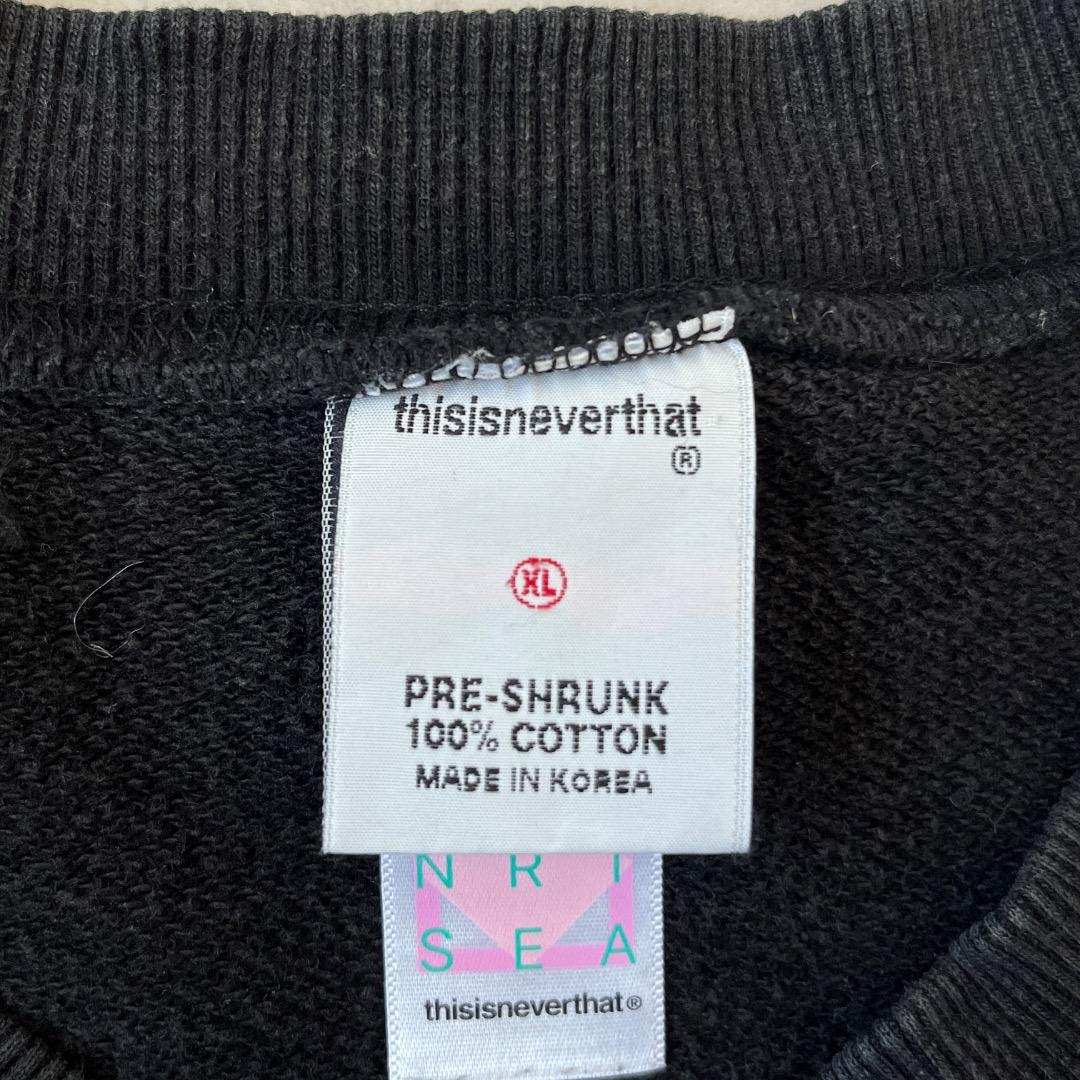 thisisneverthat
®
XL
PRE-SHRUNK
100% COTTON
MADE IN KOREA
N R I
S E A
thisisneverthat®